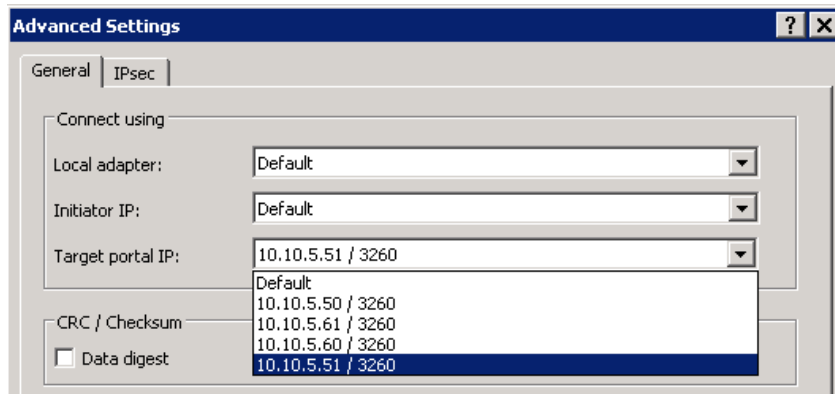 Advanced Settings
General
IPsec
Connect using
Local adapter:
Default
Initiator IP:
Default
Target portal IP:
10.10.5.51 / 3260
Default
10.10.5.50 / 3260
10.10.5.61 / 3260
10.10.5.60 / 3260
10.10.5.51 / 3260
CRC / Checksum
Data digest